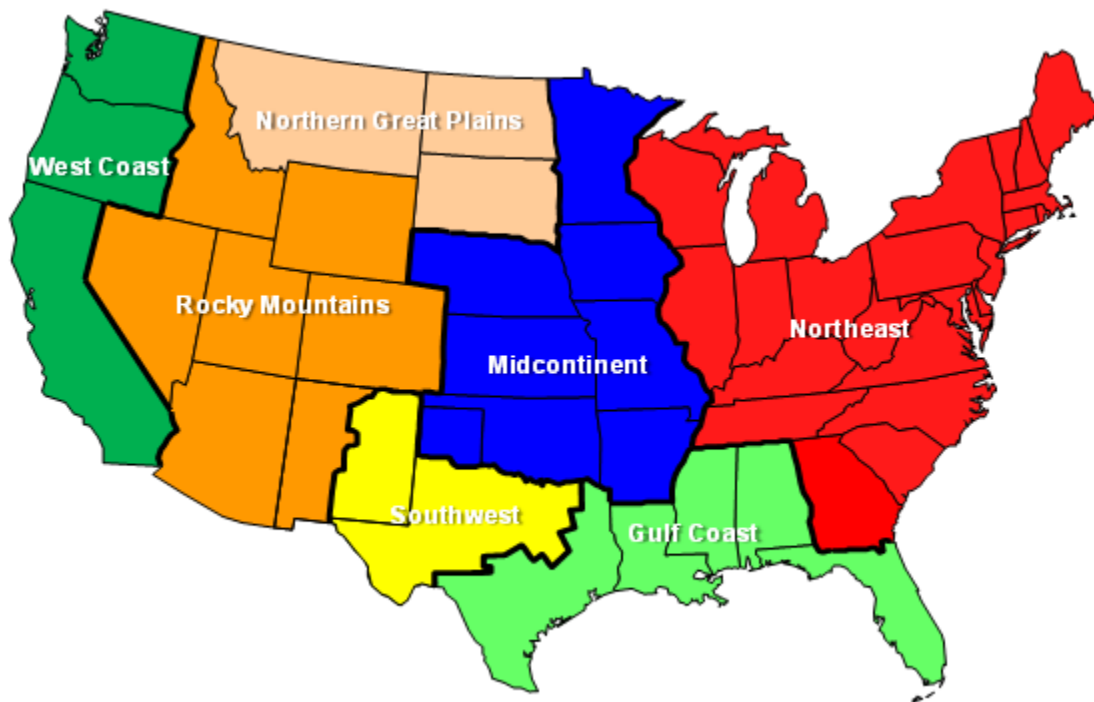 Northern Great Plains
West Coast
Rocky Mountains
Northeast
Midcontinent
Southwest
Gulf Coast